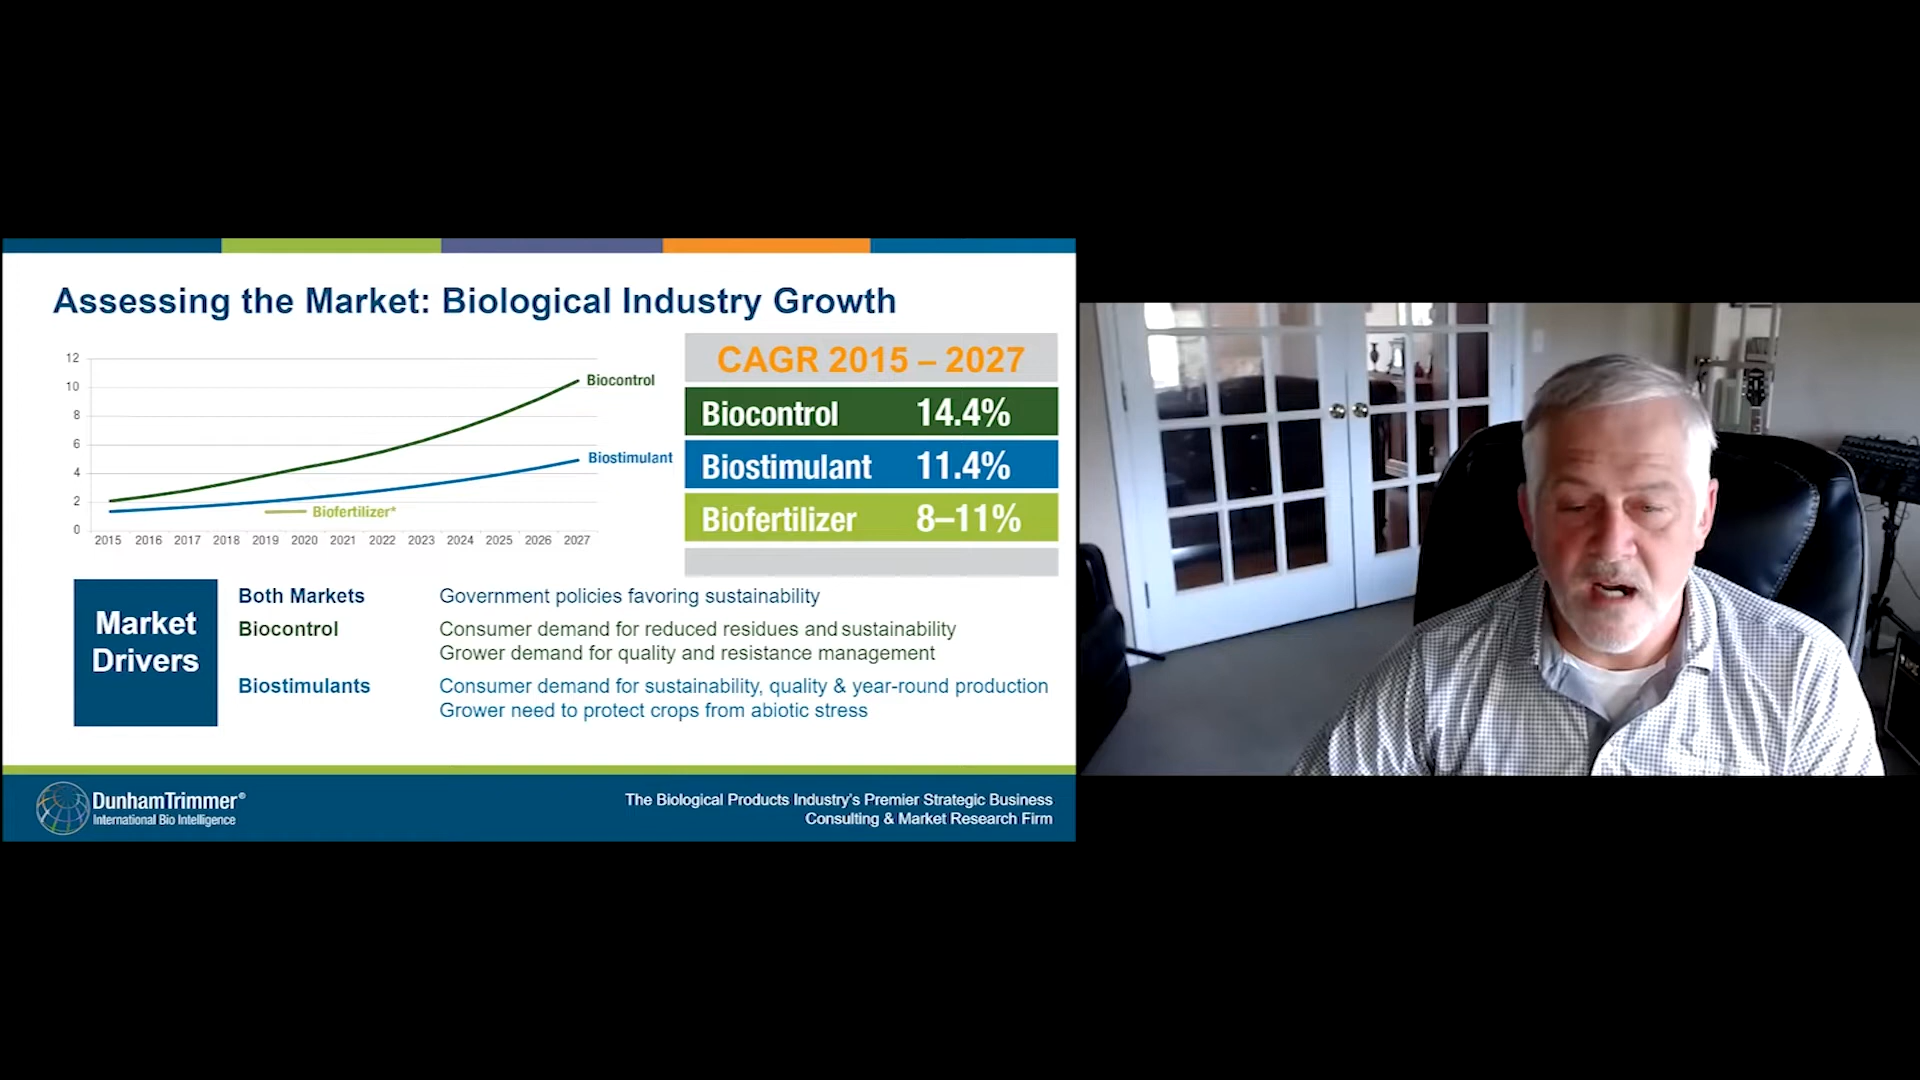 Assessing the Market: Biological Industry Growth
12
10
8
6
4
2
0
2015 2016 2017 2018 2019 2020 2021 2022 2023 2024 2025 2026 2027
Biocontrol
Biostimulant
Biofertilizer*
CAGR 2015 – 2027
Biocontrol 14.4%
Biostimulant 11.4%
Biofertilizer 8–11%
Market
Drivers
Both Markets Government policies favoring sustainability
Biocontrol Consumer demand for reduced residues and sustainability
Grower demand for quality and resistance management
Biostimulants Consumer demand for sustainability, quality & year-round production
Grower need to protect crops from abiotic stress
DunhamTrimmer®
International Bio Intelligence
The Biological Products Industry's Premier Strategic Business
Consulting & Market Research Firm